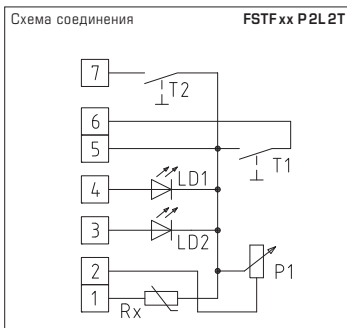 Схема соединения FSTFxx P2L2T
7
T2
6
5
T1
4
LD1
3
LD2
2
P1
1
Rx